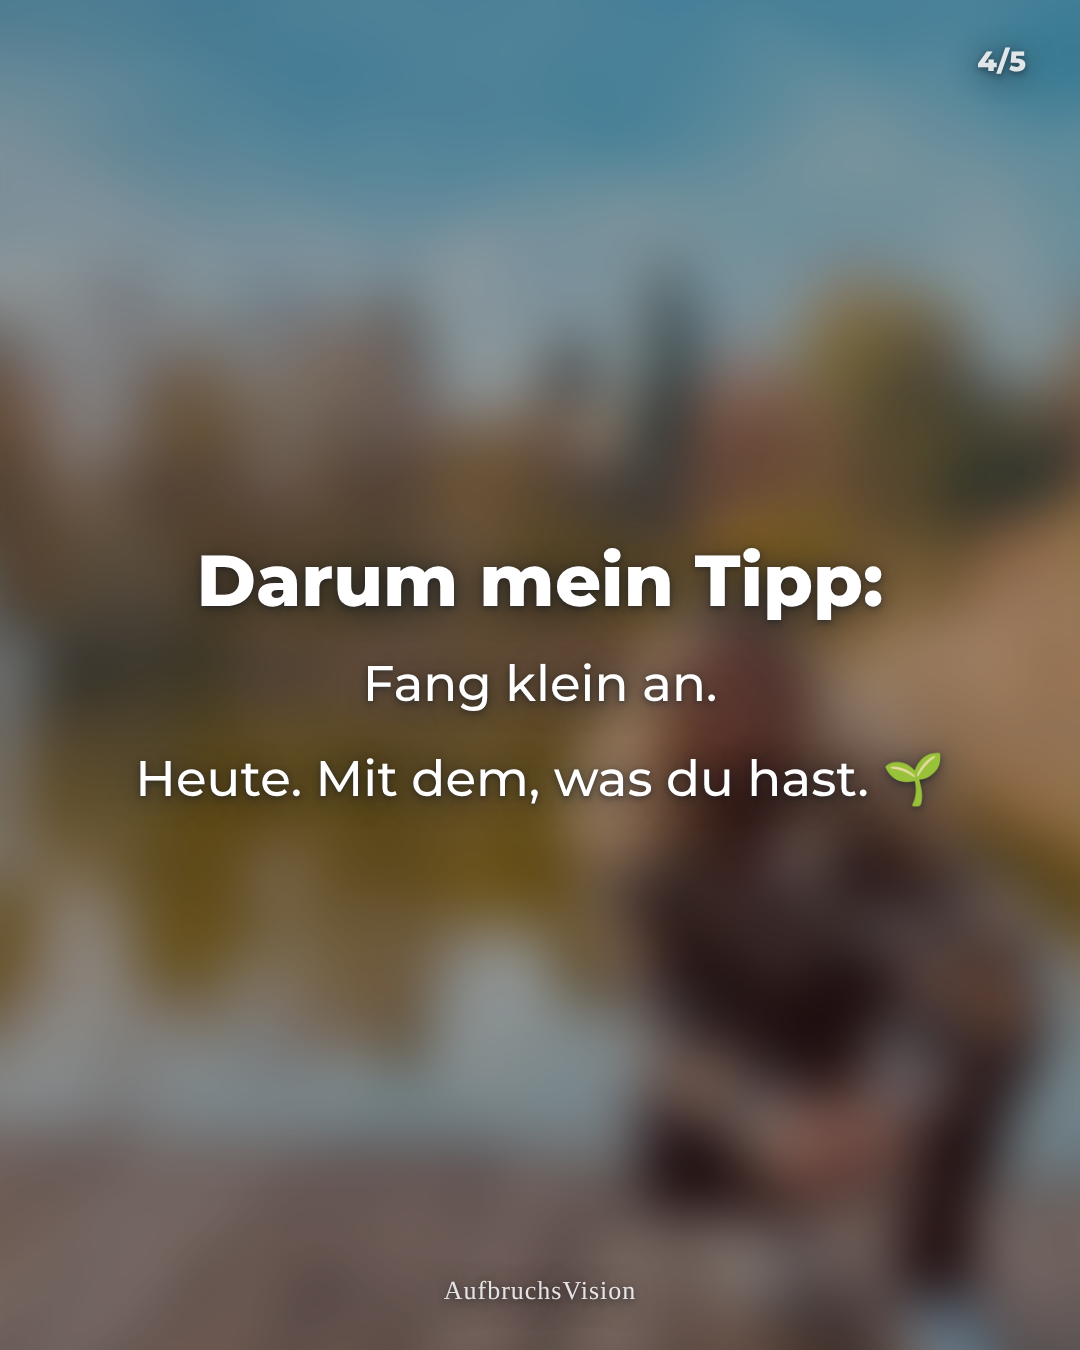 4/5
Darum mein Tipp:
Fang klein an.
Heute. Mit dem, was du hast. 🌱
AufbruchsVision